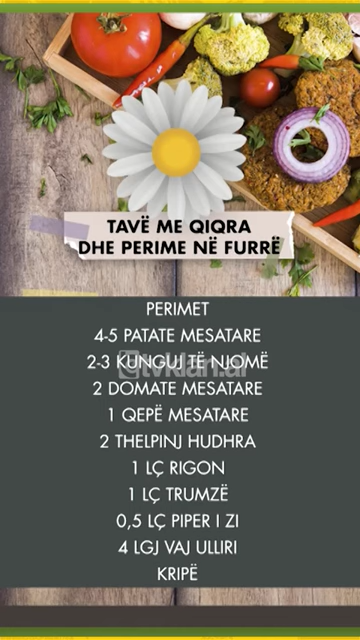 TAVË ME QIQRA
DHE PERIME NË FURRË
PERIMET
4-5 PATATE MESATARE
2-3 KUNGUJ TË NJOMË
tvklan.al
2 DOMATE MESATARE
1 QEPË MESATARE
2 THELPINJ HUDHRA
1 LÇ RIGON
1 LÇ TRUMZË
0,5 LÇ PIPER I ZI
4 LGJ VAJ ULLIRI
KRIPË